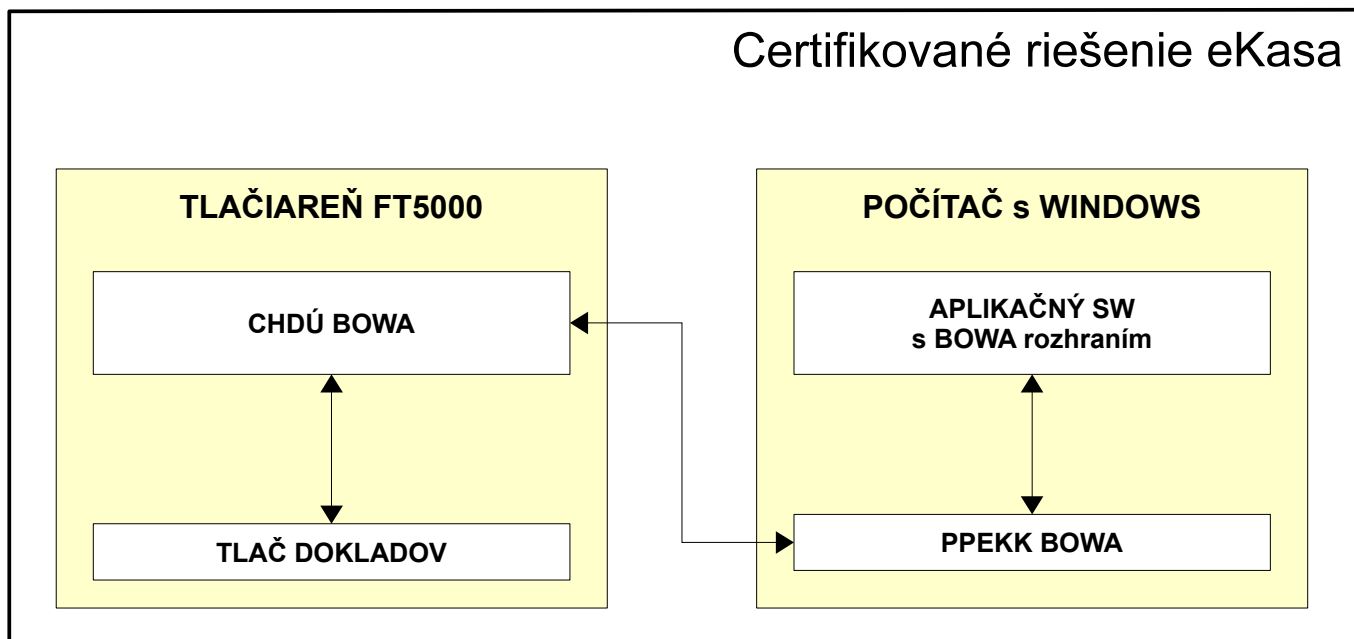 Certifikované riešenie eKasa
TLAČIAREŇ FT5000
CHDÚ BOWA
TLAČ DOKLADOV
POČÍTAČ s WINDOWS
APLIKAČNÝ SW
s BOWA rozhraním
PPEKK BOWA